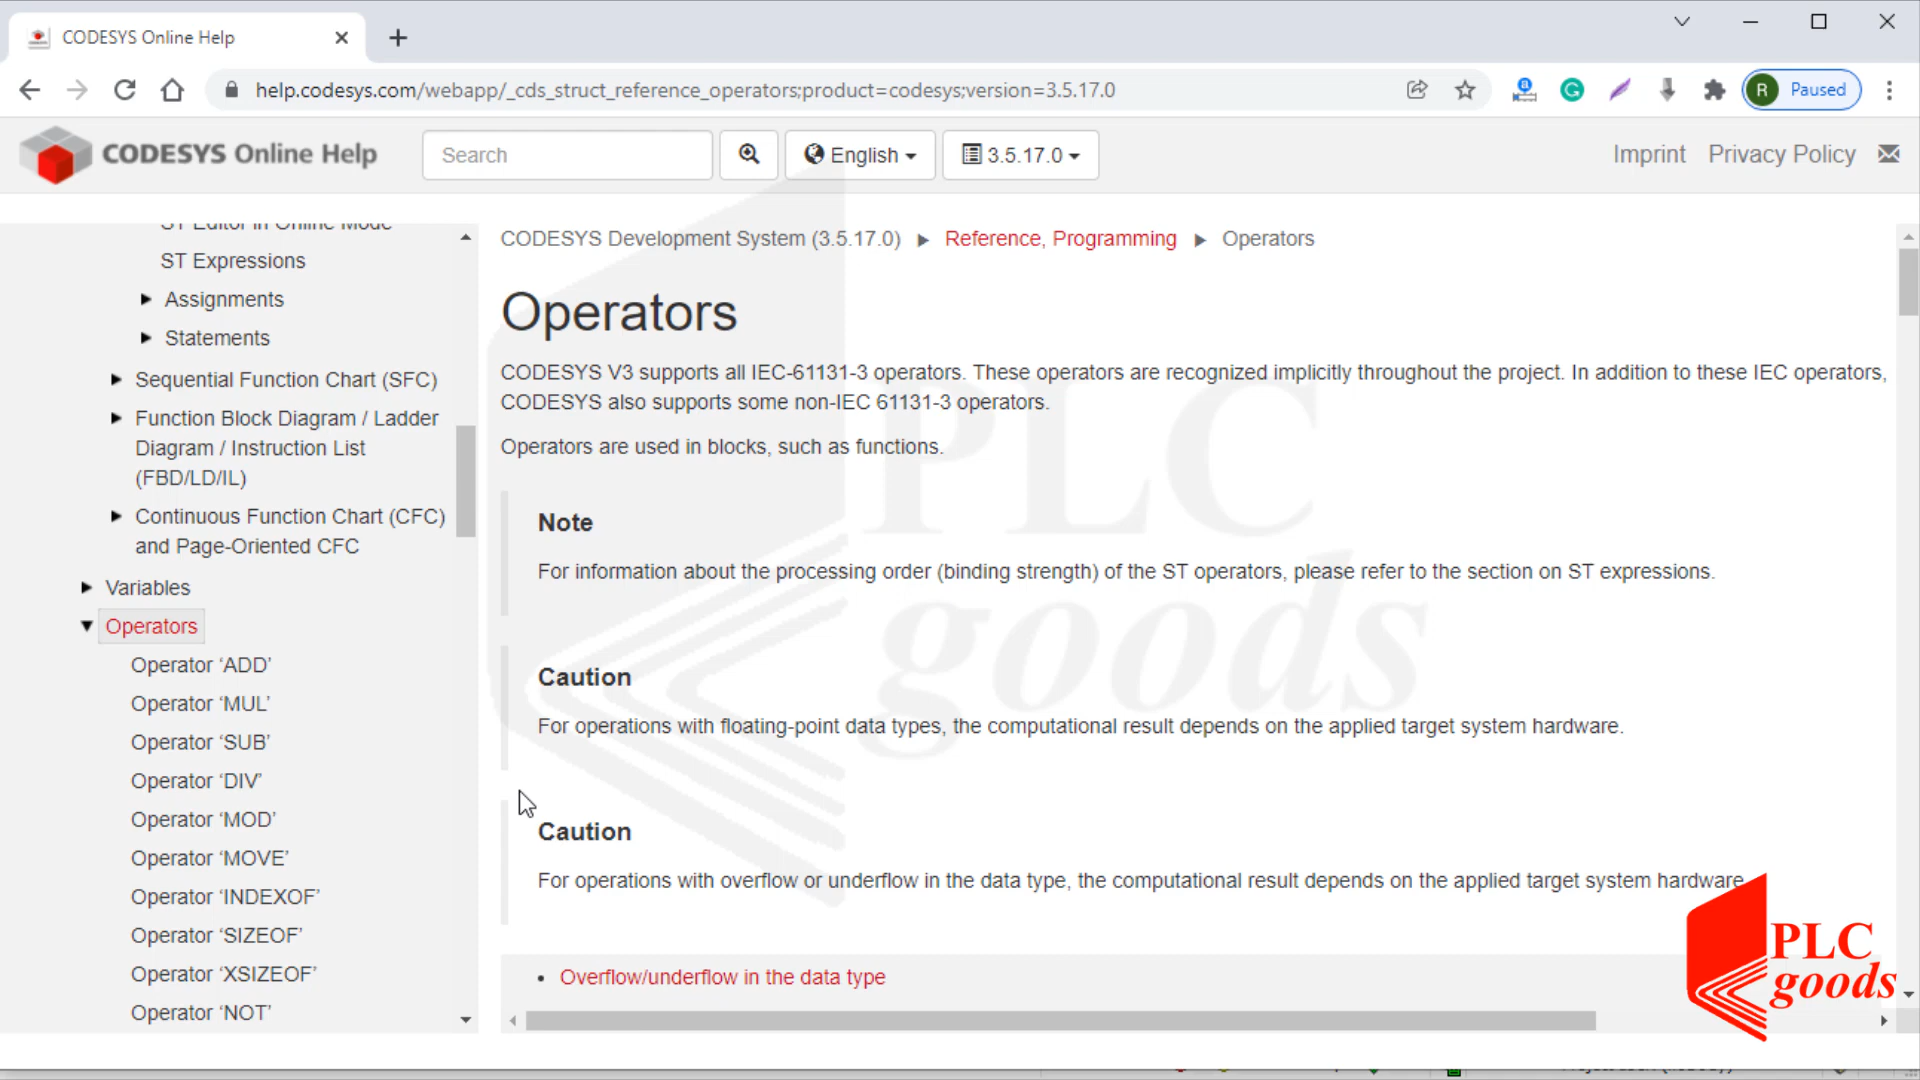 CODESYS Online Help
help.codesys.com/webapp/_cds_struct_reference_operators;product=codesys;version=3.5.17.0
R Paused
CODESYS Online Help
Search
English
3.5.17.0
Imprint
Privacy Policy
ST Editor in Online Mode
ST Expressions
Assignments
Statements
Sequential Function Chart (SFC)
Function Block Diagram / Ladder
Diagram / Instruction List
(FBD/LD/IL)
Continuous Function Chart (CFC)
and Page-Oriented CFC
Variables
Operators
Operator ‘ADD’
Operator ‘MUL’
Operator ‘SUB’
Operator ‘DIV’
Operator ‘MOD’
Operator ‘MOVE’
Operator ‘INDEXOF’
Operator ‘SIZEOF’
Operator ‘XSIZEOF’
Operator ‘NOT’
CODESYS Development System (3.5.17.0) ▶ Reference, Programming ▶ Operators
Operators
CODESYS V3 supports all IEC-61131-3 operators. These operators are recognized implicitly throughout the project. In addition to these IEC operators,
CODESYS also supports some non-IEC 61131-3 operators.
Operators are used in blocks, such as functions.
Note
For information about the processing order (binding strength) of the ST operators, please refer to the section on ST expressions.
Caution
For operations with floating-point data types, the computational result depends on the applied target system hardware.
Caution
For operations with overflow or underflow in the data type, the computational result depends on the applied target system hardware.
• Overflow/underflow in the data type
PLC
goods
PLC
goods